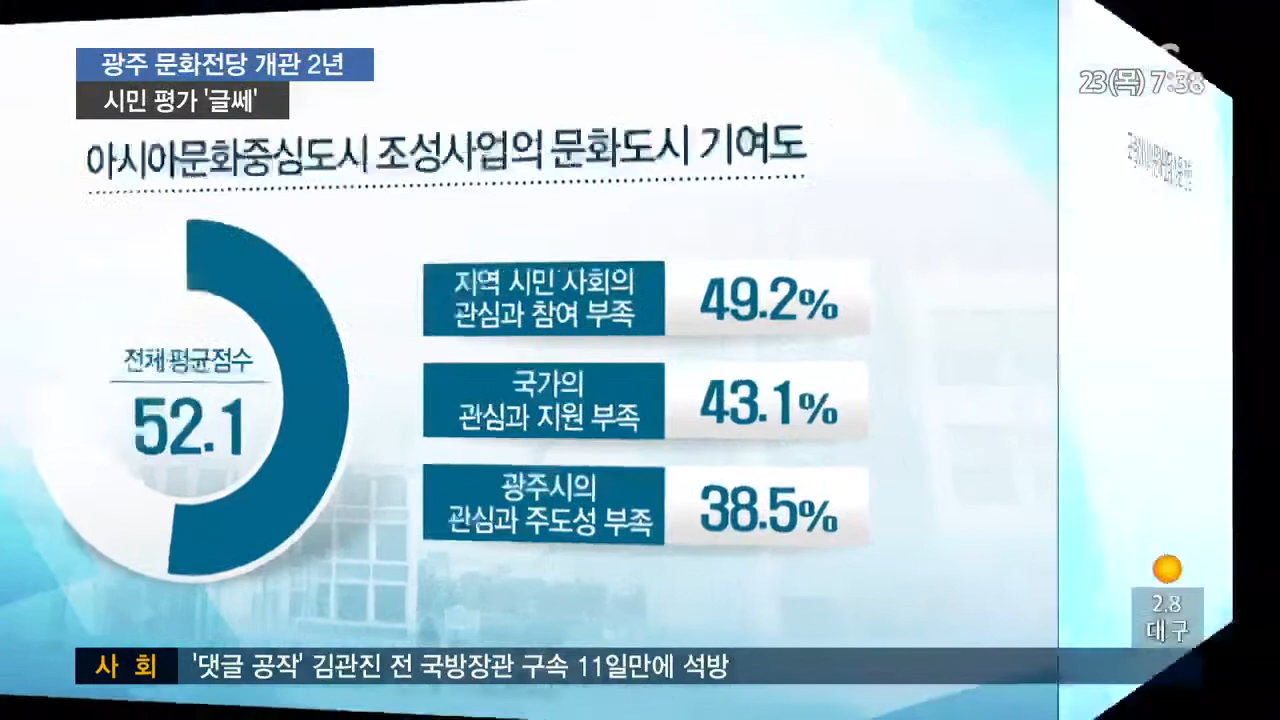 광주 문화전당 개관 2년
시민 평가 '글쎄'
23(목) 7:38
아시아문화중심도시 조성사업의 문화도시 기여도
전체 평균점수
52.1
지역 시민 사회의
관심과 참여 부족
49.2%
국가의
관심과 지원 부족
43.1%
광주시의
관심과 주도성 부족
38.5%
2.8
대구
사 회 '댓글 공작' 김관진 전 국방장관 구속 11일만에 석방